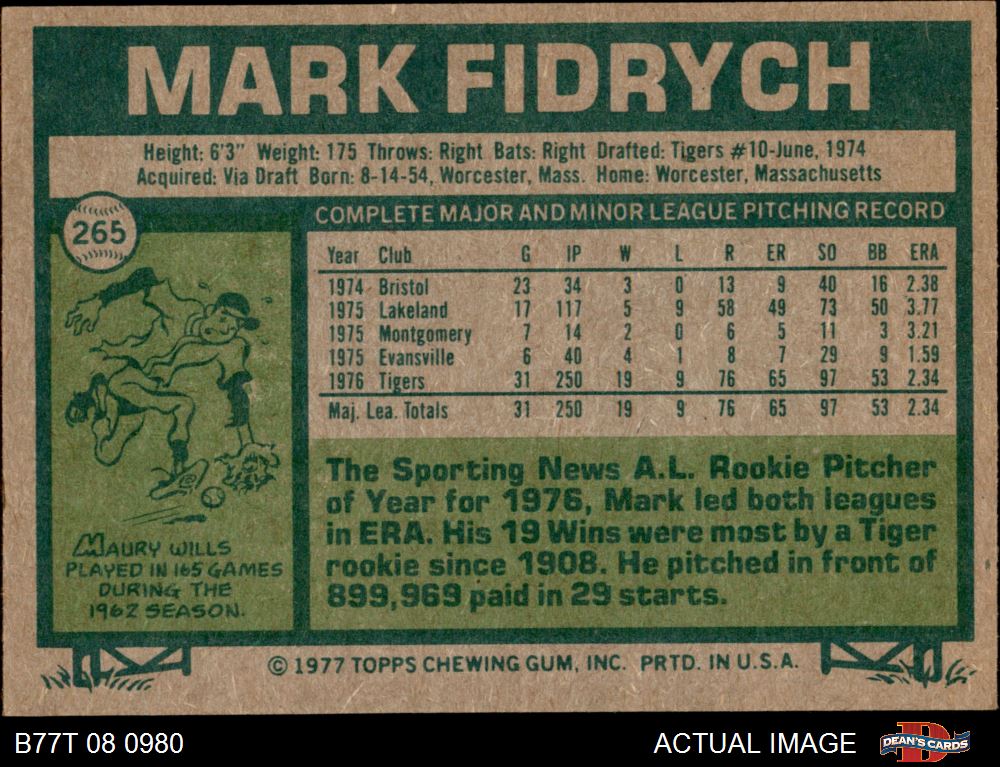 MARK FIDRYCH
Height: 6'3" Weight: 175 Throws: Right Bats: Right Drafted: Tigers #10-June, 1974
Acquired: Via Draft Born: 8-14-54, Worcester, Mass. Home: Worcester, Massachusetts
265
COMPLETE MAJOR AND MINOR LEAGUE PITCHING RECORD
Year Club G IP W L R ER SO BB ERA
1974 Bristol 23 34 3 0 13 9 40 16 2.38
1975 Lakeland 17 117 5 9 58 49 73 50 3.77
1975 Montgomery 7 14 2 0 6 5 11 3 3.21
1975 Evansville 6 40 4 1 8 7 29 9 1.59
1976 Tigers 31 250 19 9 76 65 97 53 2.34
Maj. Lea. Totals 31 250 19 9 76 65 97 53 2.34
The Sporting News A.L. Rookie Pitcher
of Year for 1976, Mark led both leagues
in ERA. His 19 Wins were most by a Tiger
rookie since 1908. He pitched in front of
899,969 paid in 29 starts.
MAURY WILLS
PLAYED IN 165 GAMES
DURING THE
1962 SEASON.
© 1977 TOPPS CHEWING GUM, INC. PRTD. IN U.S.A.
B77T 08 0980
ACTUAL IMAGE
D
DEAN'S CARDS